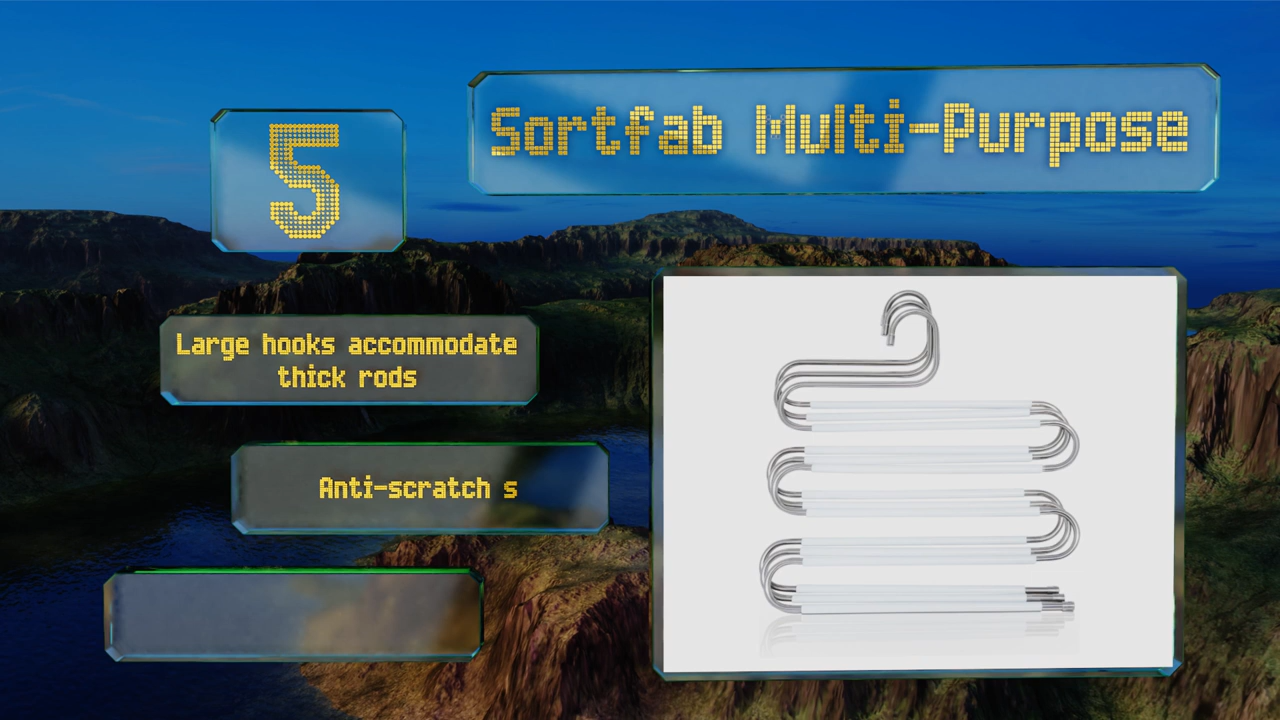 5
Sortfab Multi-Purpose
Large hooks accommodate
thick rods
Anti-scratch s